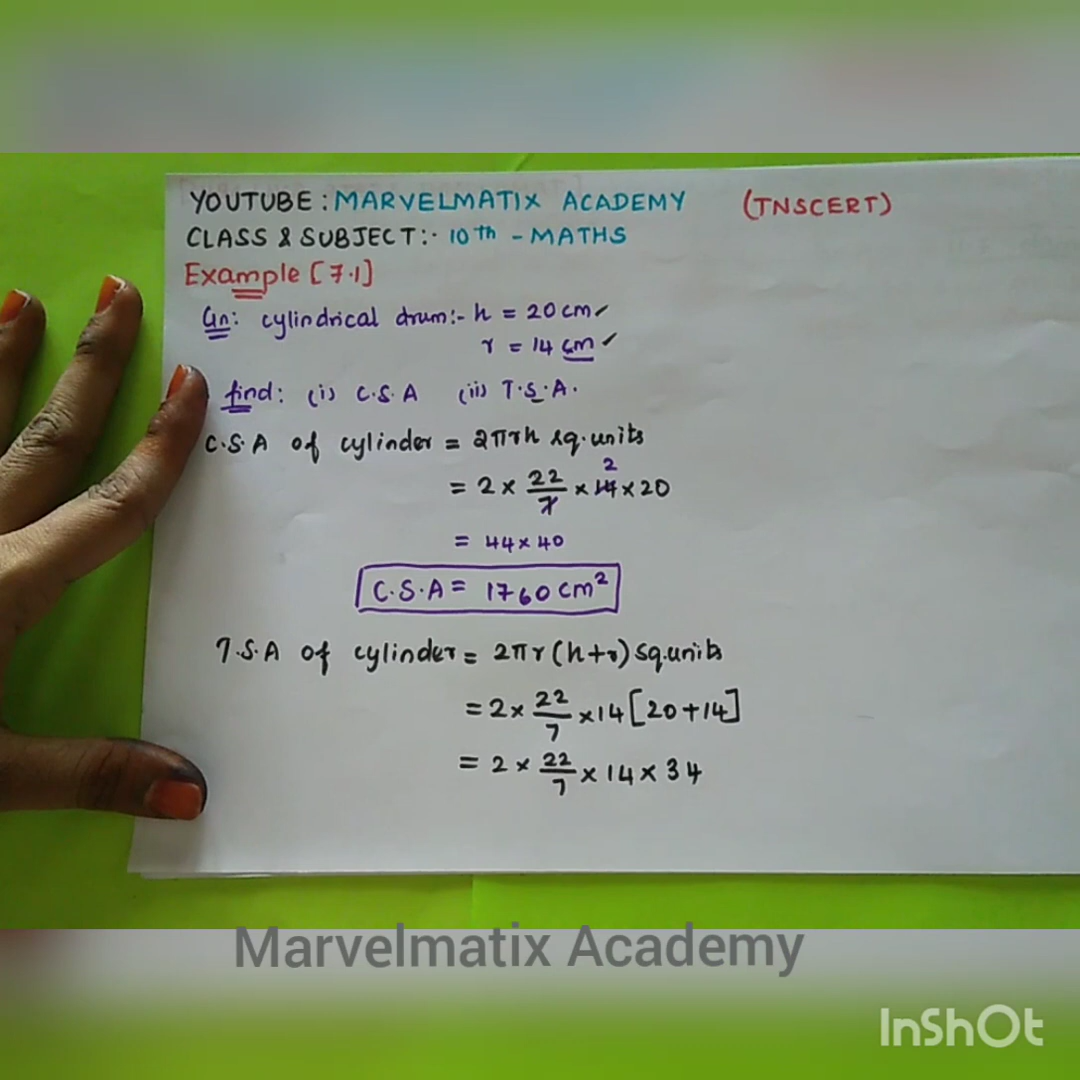 YOUTUBE : MARVELMATIX ACADEMY (TNSCERT)
CLASS & SUBJECT:- 10th - MATHS
Example [7.1]
Gn: cylindrical drum:- h = 20cm✓
r = 14 cm ✓
find: (i) C.S.A (ii) T.S.A.
C.S.A of cylinder = 2πrh sq.units
= 2 × 22/7 × 14 2 × 20
= 44 × 40
C.S.A = 1760 cm²
T.S.A of cylinder = 2πr (h+r) sq.units
= 2 × 22/7 × 14 [20+14]
= 2 × 22/7 × 14 × 34
Marvelmatix Academy
InShOt